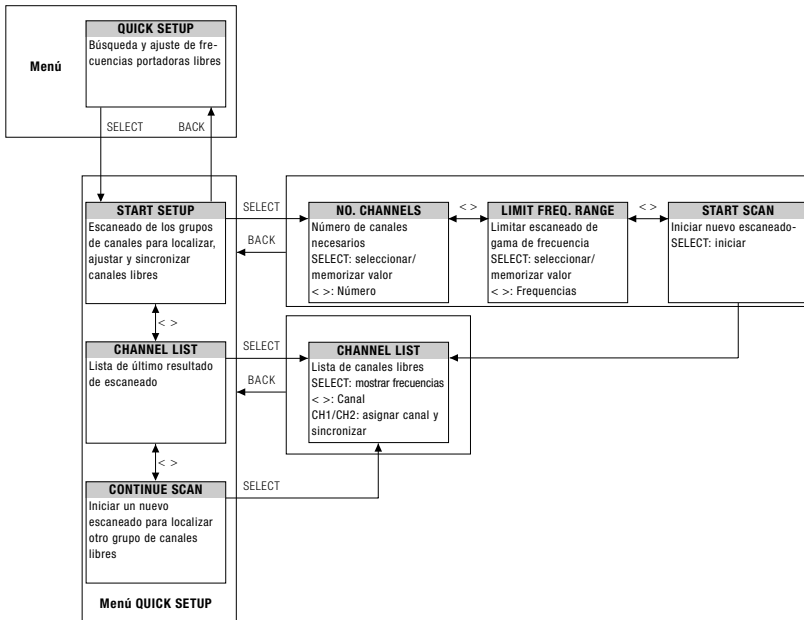 QUICK SETUP
Búsqueda y ajuste de fre-
cuencias portadoras libres
Menú
SELECT
BACK
START SETUP
Escaneado de los grupos
de canales para localizar,
ajustar y sincronizar
canales libres
SELECT
BACK
NO. CHANNELS
Número de canales
necesarios
SELECT: seleccionar/
memorizar valor
< >: Número
< >
LIMIT FREQ. RANGE
Limitar escaneado de
gama de frecuencia
SELECT: seleccionar/
memorizar valor
< >: Frequencias
< >
START SCAN
Iniciar nuevo escaneado-
SELECT: iniciar
< >
CHANNEL LIST
Lista de último resultado
de escaneado
SELECT
BACK
CHANNEL LIST
Lista de canales libres
SELECT: mostrar frecuencias
< >: Canal
CH1/CH2: asignar canal y
sincronizar
< >
CONTINUE SCAN
Iniciar un nuevo
escaneado para localizar
otro grupo de canales
libres
SELECT
Menú QUICK SETUP